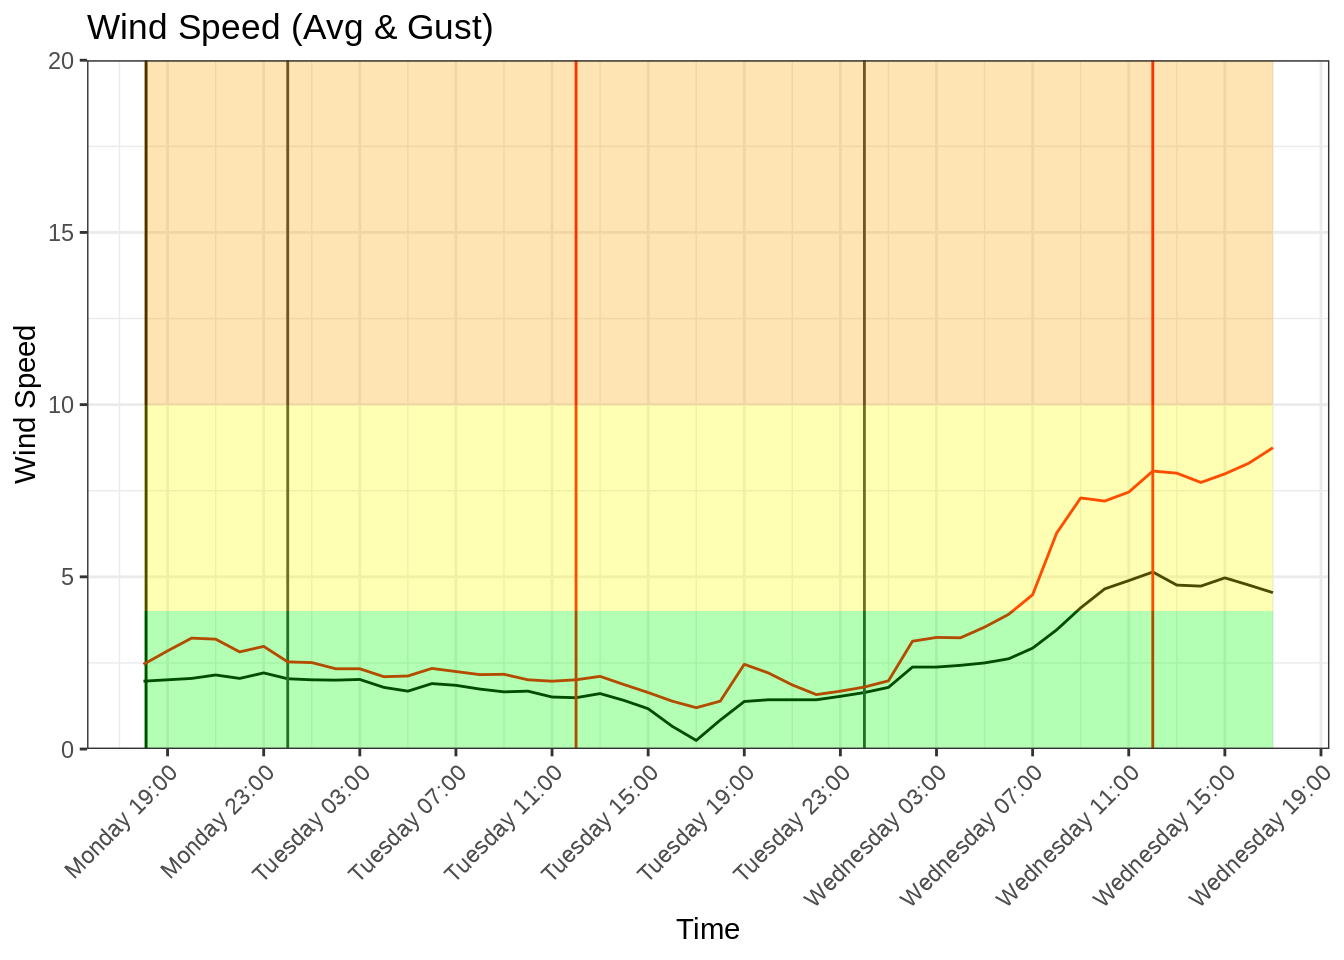 Wind Speed (Avg & Gust)
20
15
10
5
0
Wind Speed
Monday 19:00
Monday 23:00
Tuesday 03:00
Tuesday 07:00
Tuesday 11:00
Tuesday 15:00
Tuesday 19:00
Tuesday 23:00
Wednesday 03:00
Wednesday 07:00
Wednesday 11:00
Wednesday 15:00
Wednesday 19:00
Time